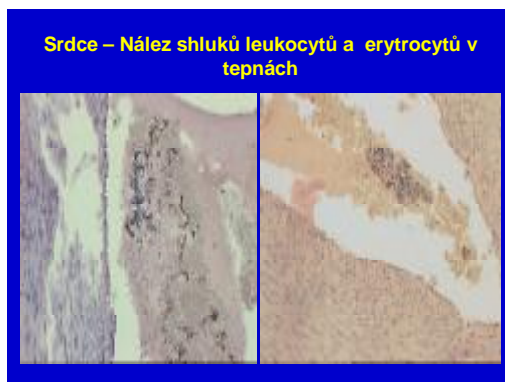 Srdce – Nález shluků leukocytů a erytrocytů v
tepnách